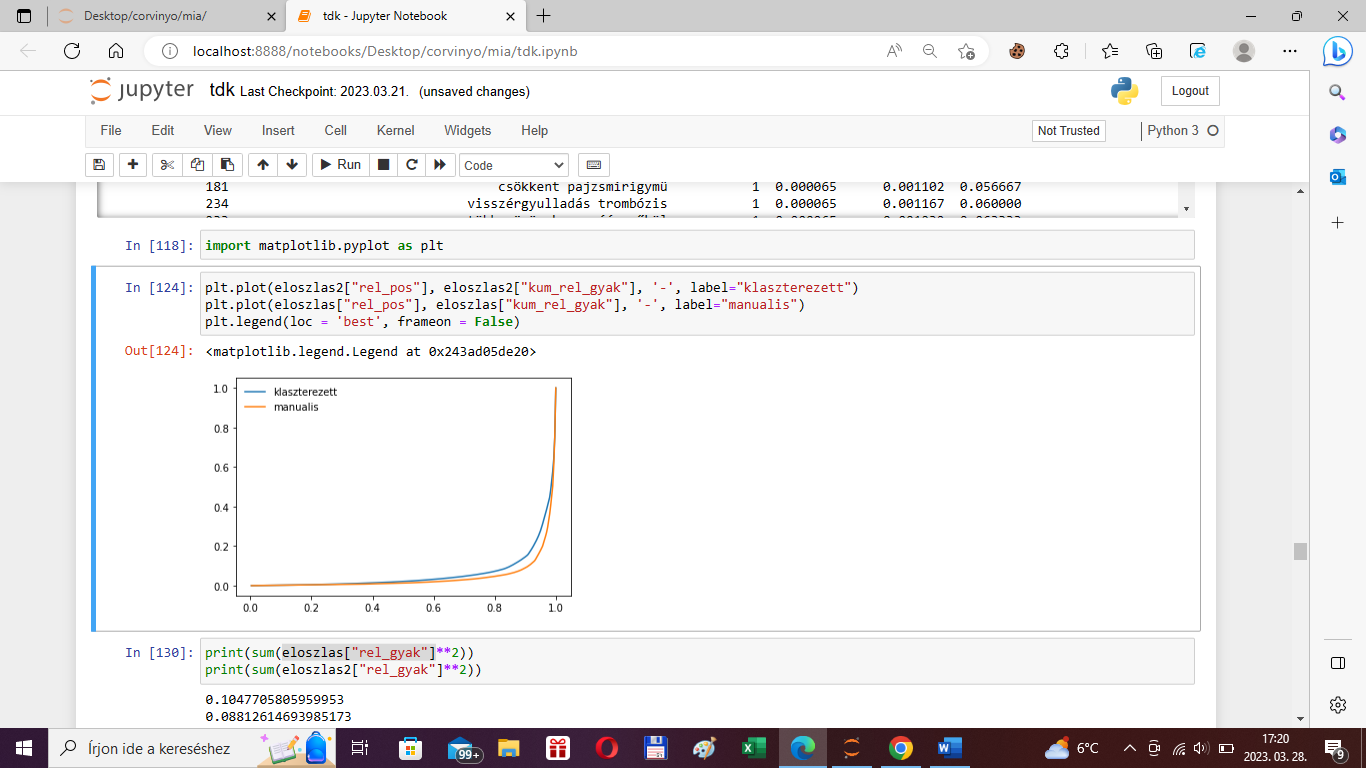 Desktop/corvinyo/mia/
tdk - Jupyter Notebook
localhost:8888/notebooks/Desktop/corvinyo/mia/tdk.ipynb
jupyter tdk Last Checkpoint: 2023.03.21. (unsaved changes)
Logout
File Edit View Insert Cell Kernel Widgets Help
Not Trusted
Python 3
Run
Code
181 csökkent pajzsmirigymü 1 0.000065 0.001102 0.056667
234 visszérgyulladás trombózis 1 0.000065 0.001167 0.060000
In [118]: import matplotlib.pyplot as plt
In [124]: plt.plot(eloszlas2["rel_pos"], eloszlas2["kum_rel_gyak"], '-', label="klaszterezett")
plt.plot(eloszlas["rel_pos"], eloszlas["kum_rel_gyak"], '-', label="manualis")
plt.legend(loc = 'best', frameon = False)
Out[124]: <matplotlib.legend.Legend at 0x243ad05de20>
klaszterezett
manualis
1.0
0.8
0.6
0.4
0.2
0.0
0.0 0.2 0.4 0.6 0.8 1.0
In [130]: print(sum(eloszlas["rel_gyak"]**2))
print(sum(eloszlas2["rel_gyak"]**2))
0.1047705805959953
0.08812614693985173
Írjon ide a kereséshez
99+
6°C
17:20
2023. 03. 28.
9